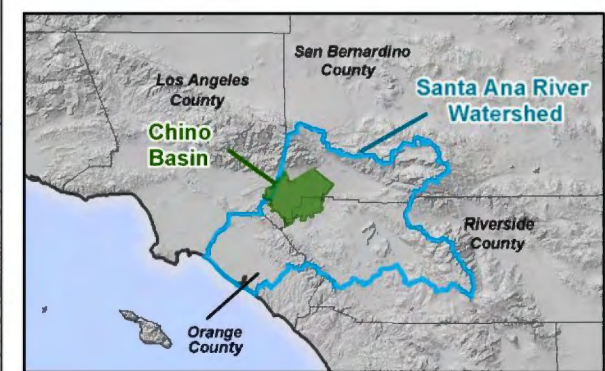 San Bernardino
County
Los Angeles
County
Santa Ana River
Watershed
Chino
Basin
Riverside
County
Orange
County